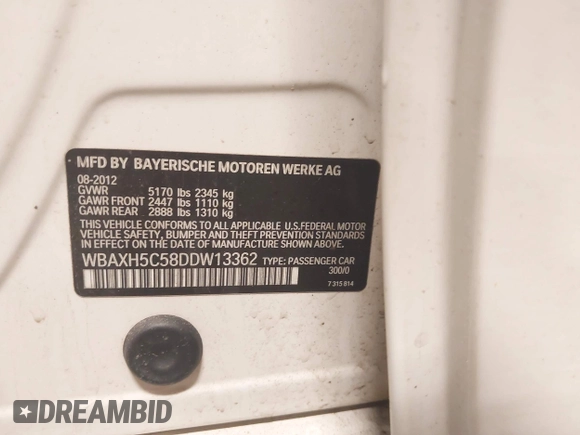 MFD BY BAYERISCHE MOTOREN WERKE AG
08-2012
GVWR 5170 lbs 2345 kg
GAWR FRONT 2447 lbs 1110 kg
GAWR REAR 2888 lbs 1310 kg
THIS VEHICLE CONFORMS TO ALL APPLICABLE U.S.FEDERAL MOTOR
VEHICLE SAFETY, BUMPER AND THEFT PREVENTION STANDARDS
IN EFFECT ON THE DATE OF MANUFACTURE SHOWN ABOVE.
WBAXH5C58DDW13362 TYPE: PASSENGER CAR
300/0
7 315 814
DREAMBID